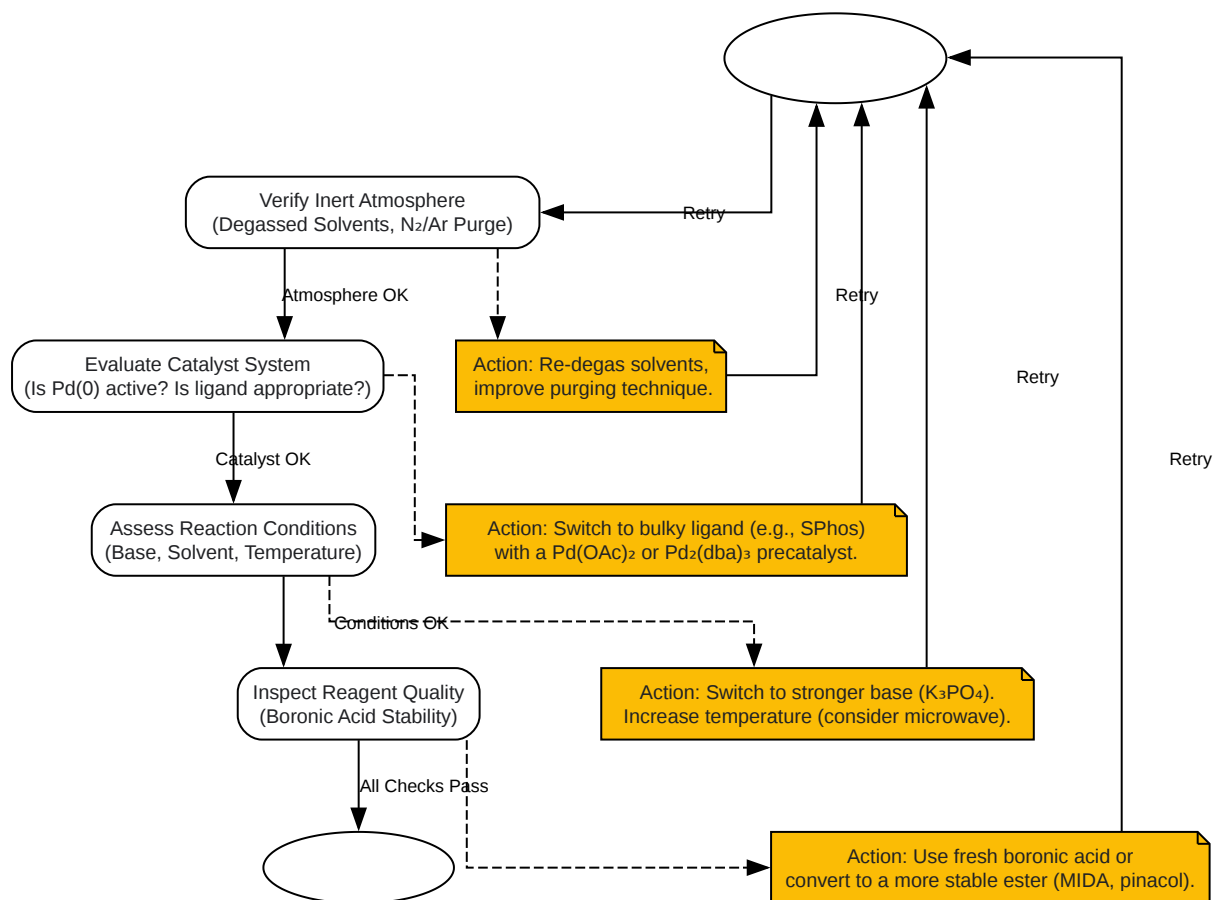 Verify Inert Atmosphere
(Degassed Solvents, N₂/Ar Purge)
Retry
Atmosphere OK
Retry
Evaluate Catalyst System
(Is Pd(0) active? Is ligand appropriate?)
Action: Re-degas solvents,
improve purging technique.
Retry
Catalyst OK
Retry
Assess Reaction Conditions
(Base, Solvent, Temperature)
Action: Switch to bulky ligand (e.g., SPhos)
with a Pd(OAc)₂ or Pd₂(dba)₃ precatalyst.
Conditions OK
Inspect Reagent Quality
(Boronic Acid Stability)
Action: Switch to stronger base (K₃PO₄).
Increase temperature (consider microwave).
All Checks Pass
Action: Use fresh boronic acid or
convert to a more stable ester (MIDA, pinacol).